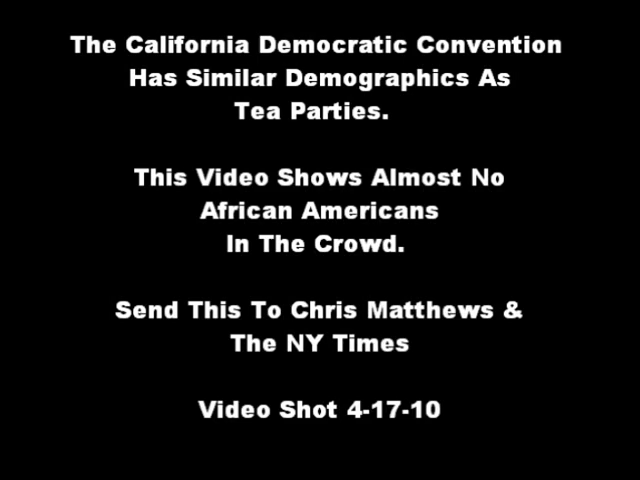 The California Democratic Convention
Has Similar Demographics As
Tea Parties.
This Video Shows Almost No
African Americans
In The Crowd.
Send This To Chris Matthews &
The NY Times
Video Shot 4-17-10